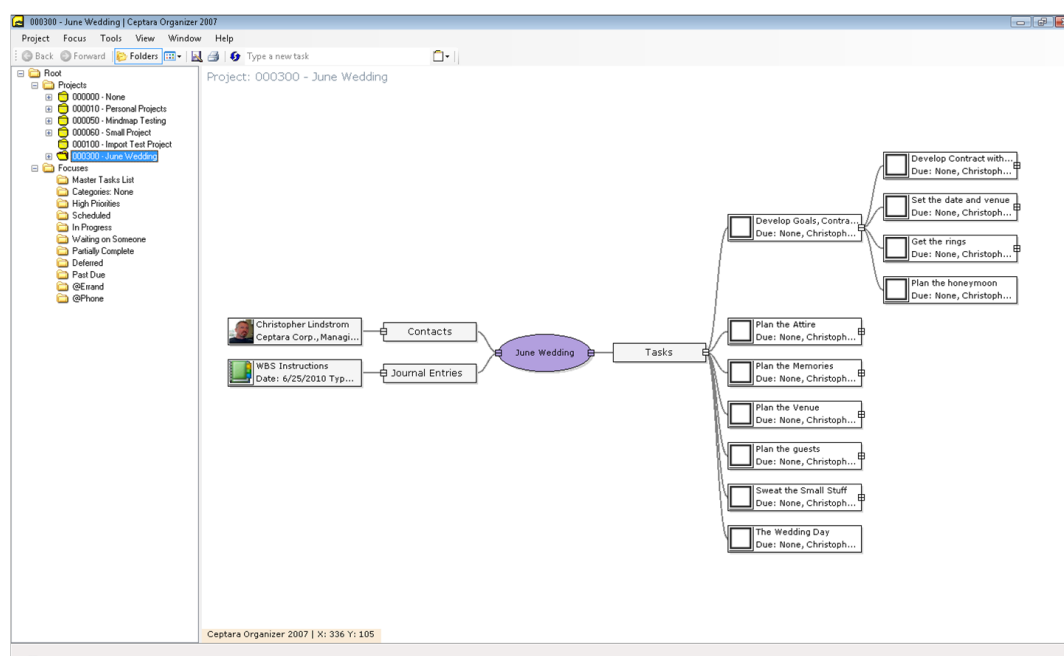 000300 - June Wedding | Ceptara Organizer 2007
Project Focus Tools View Window Help
Back Forward Folders Type a new task
Root
Projects
000000 - None
000010 - Personal Projects
000050 - Mindmap Testing
000060 - Small Project
000100 - Import Test Project
000300 - June Wedding
Focuses
Master Tasks List
Categories: None
High Priorities
Scheduled
In Progress
Waiting on Someone
Partially Complete
Deferred
Past Due
@Errand
@Phone
Project: 000300 - June Wedding
Christopher Lindstrom
Ceptara Corp., Managi...
Contacts
WBS Instructions
Date: 6/25/2010 Typ...
Journal Entries
June Wedding
Tasks
Develop Goals, Contra...
Due: None, Christoph...
Develop Contract with...
Due: None, Christoph...
Set the date and venue
Due: None, Christoph...
Get the rings
Due: None, Christoph...
Plan the honeymoon
Due: None, Christoph...
Plan the Attire
Due: None, Christoph...
Plan the Memories
Due: None, Christoph...
Plan the Venue
Due: None, Christoph...
Plan the guests
Due: None, Christoph...
Sweat the Small Stuff
Due: None, Christoph...
The Wedding Day
Due: None, Christoph...
Ceptara Organizer 2007 | X: 336 Y: 105